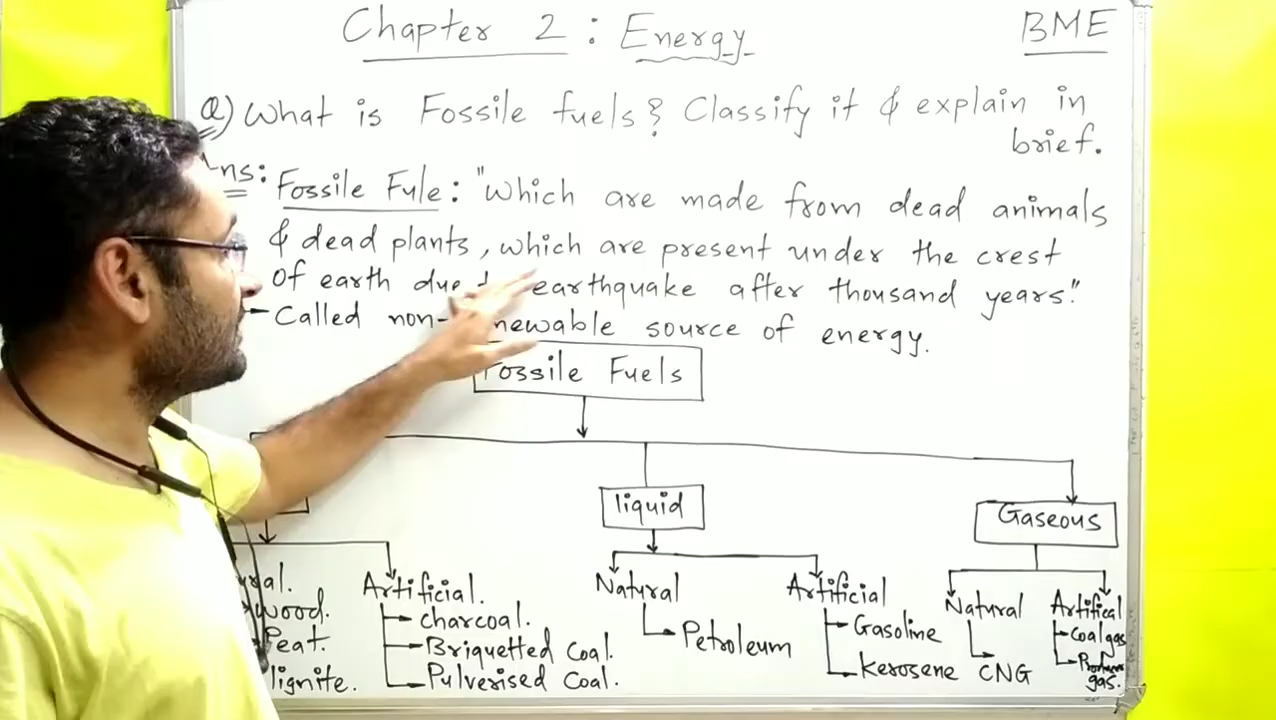 Chapter 2 : Energy
BME
Q) What is Fossile fuels? Classify it & explain in
brief.
Ans: Fossile Fule : "Which are made from dead animals
& dead plants, which are present under the crest
of earth due earthquake after thousand years."
- Called non- newable source of energy.
Fossile Fuels
liquid
Gaseous
ural. Artificial. Natural Artificial Natural Artifical
wood. charcoal. Petroleum Gasoline CNG Coal gas
Peat. Briquetted Coal. Kerosene gas.
lignite. Pulverised Coal.